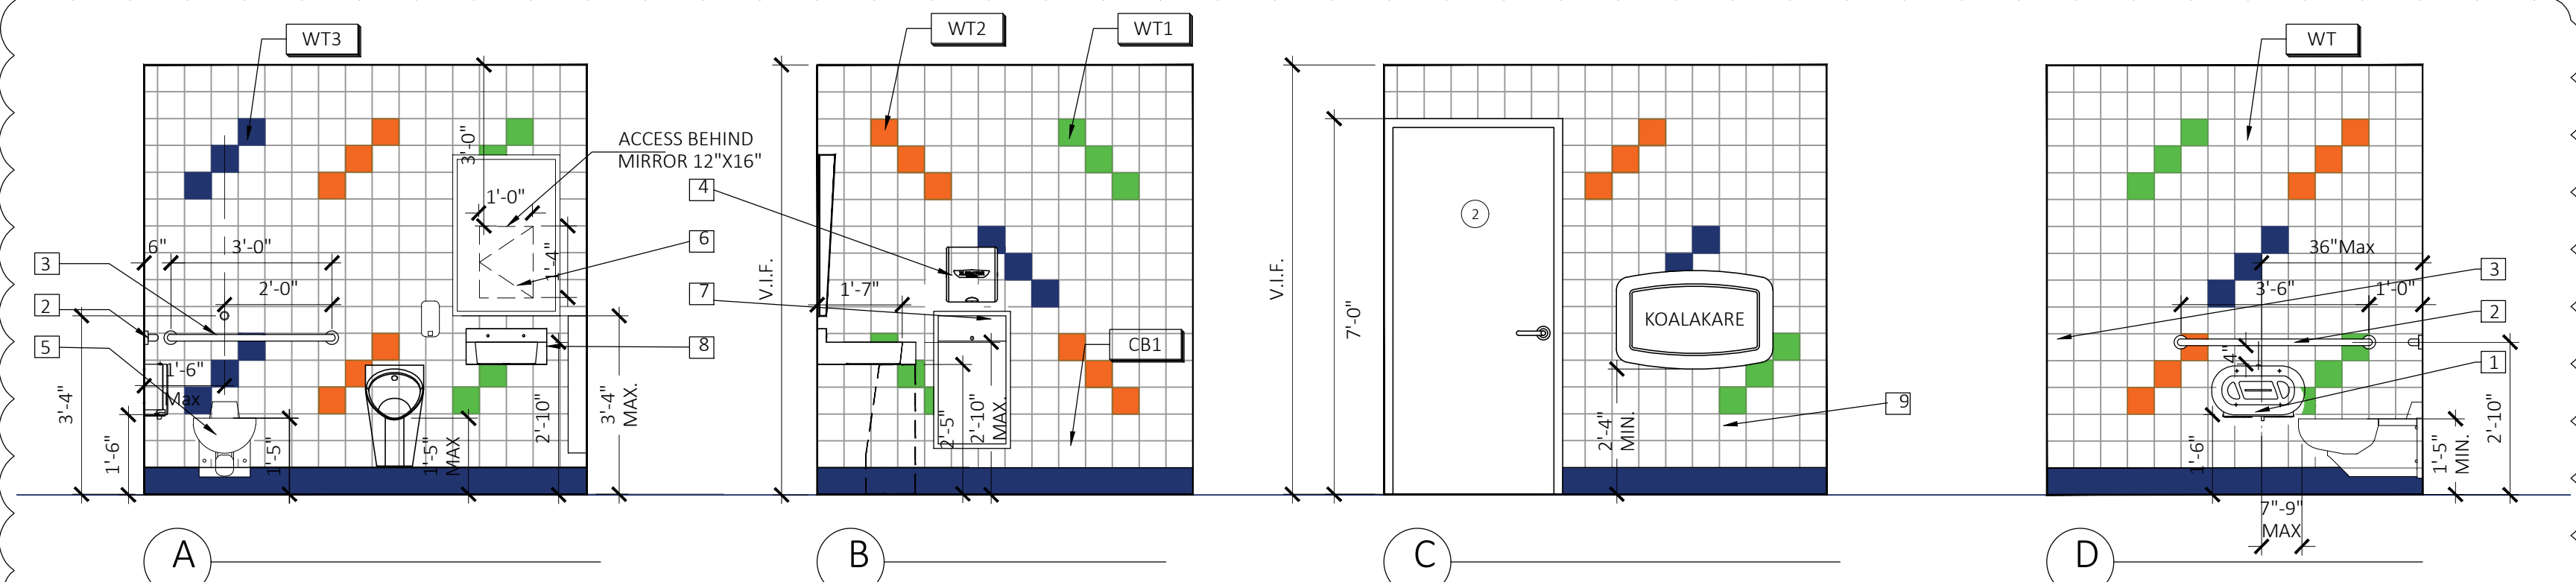 WT3
3'-0"
ACCESS BEHIND
MIRROR 12"X16"
1'-0"
6"
3'-0"
1'-4"
2'-0"
3
2
5
1'-6"
Max
3'-4"
1'-6"
1'-5"
1'-5"
MAX
2'-10"
3'-4"
MAX.
4
6
7
8
A
WT2
WT1
V.I.F.
1'-7"
CB1
2'-5"
2'-10"
MAX.
B
V.I.F.
7'-0"
2
KOALAKARE
2'-4"
MIN.
9
C
WT
36"Max
3'-6"
1'-0"
3
2
1
4"
1'-6"
1'-5"
MIN.
2'-10"
7"-9"
MAX
D